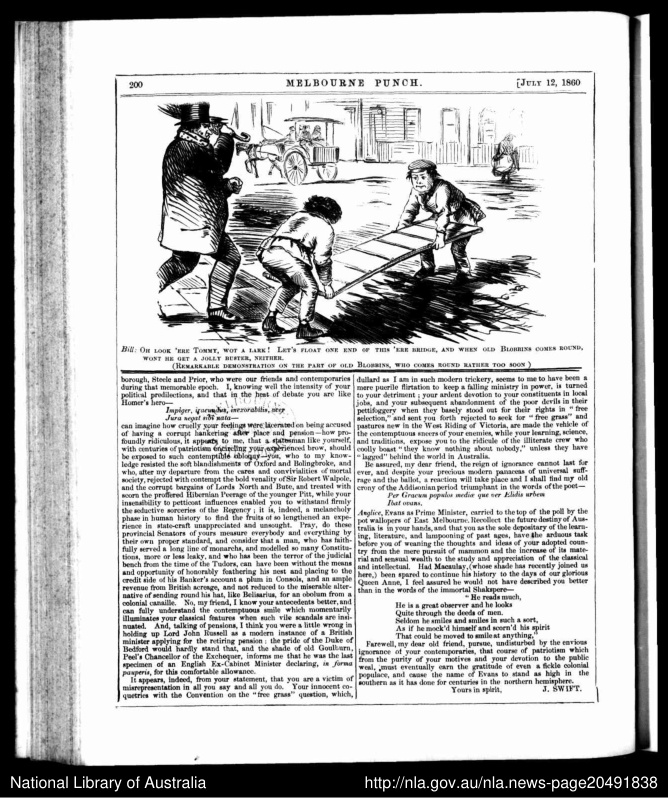 200
MELBOURNE PUNCH.
[JULY 12, 1860
Bill: OH LOOK 'ERE TOMMY, WOT A LARK! LET'S FLOAT ONE END OF THIS 'ERE BRIDGE, AND WHEN OLD BLOBBINS COMES ROUND,
WONT HE GET A JOLLY BUSTER, NEITHER.
(REMARKABLE DEMONSTRATION ON THE PART OF OLD BLOBBINS, WHO COMES ROUND RATHER TOO SOON)
borough, Steele and Prior, who were our friends and contemporaries
during that memorable epoch. I, knowing well the intensity of your
political predilections, and that in the heat of debate you are like
Homer's hero—
Impiger, iracundus, inexorabilis, acer
Jura negat sibi nata—
can imagine how cruelly your feelings were lacerated on being accused
of having a corrupt hankering after place and pension—how pro-
foundly ridiculous, it appears to me, that a statesman like yourself,
with centuries of patriotism encircling your experienced brow, should
be exposed to such contemptible obloquy—you, who to my know-
ledge resisted the soft blandishments of Oxford and Bolingbroke, and
who, after my departure from the cares and convivialities of mortal
society, rejected with contempt the bold venality of Sir Robert Walpole,
and the corrupt bargains of Lords North and Bute, and treated with
scorn the proffered Hibernian Peerage of the younger Pitt, while your
insensibility to petticoat influences enabled you to withstand firmly
the seductive sorceries of the Regency; it is, indeed, a melancholy
phase in human history to find the fruits of so lengthened an expe-
rience in state-craft unappreciated and unsought. Pray, do these
provincial Senators of yours measure everybody and everything by
their own proper standard, and consider that a man, who has faith-
fully served a long line of monarchs, and modelled so many Constitu-
tions, more or less leaky, and who has been the terror of the judicial
bench from the time of the Tudors, can have been without the means
and opportunity of honorably feathering his nest and placing to the
credit side of his Banker's account a plum in Consols, and an ample
revenue from British acreage, and not reduced to the miserable alter-
native of sending round his hat, like Belisarius, for an obolum from a
colonial canaille. No, my friend, I know your antecedents better, and
can fully understand the contemptuous smile which momentarily
illuminates your classical features when such vile scandals are insi-
nuated. And, talking of pensions, I think you were a little wrong in
holding up Lord John Russell as a modern instance of a British
minister applying for the retiring pension: the pride of the Duke of
Bedford would hardly stand that, and the shade of old Goulburn,
Peel's Chancellor of the Exchequer, informs me that he was the last
specimen of an English Ex-Cabinet Minister declaring, in forma
pauperis, for this comfortable allowance.
It appears, indeed, from your statement, that you are a victim of
misrepresentation in all you say and all you do. Your innocent co-
quetries with the Convention on the "free grass" question, which,
dullard as I am in such modern trickery, seems to me to have been a
mere puerile flirtation to keep a falling ministry in power, is turned
to your detriment; your ardent devotion to your constituents in local
jobs, and your subsequent abandonment of the poor devils in their
pettifoggery when they basely stood out for their rights in "free
selection," and sent you forth rejected to seek for "free grass" and
pastures new in the West Riding of Victoria, are made the vehicle of
the contemptuous sneers of your enemies, while your learning, science,
and traditions, expose you to the ridicule of the illiterate crew who
coolly boast "they know nothing about nobody," unless they have
"lagged" behind the world in Australia.
Be assured, my dear friend, the reign of ignorance cannot last for
ever, and despite your precious modern panaceas of universal suff-
rage and the ballot, a reaction will take place and I shall find my old
crony of the Addisonian period triumphant in the words of the poet—
Per Graecum populos mediæ que ver Elidis urbem
Ibat ovans,
Anglice, Evans as Prime Minister, carried to the top of the poll by the
pot wallopers of East Melbourne. Recollect the future destiny of Aus-
tralia is in your hands, and that you as the sole depositary of the learn-
ing, literature, and lampooning of past ages, have the arduous task
before you of weaning the thoughts and ideas of your adopted coun-
try from the mere pursuit of mammon and the increase of its mate-
rial and sensual wealth to the study and appreciation of the classical
and intellectual. Had Macaulay, (whose shade has recently joined us
here,) been spared to continue his history to the days of our glorious
Queen Anne, I feel assured he would not have described you better
than in the words of the immortal Shakspere—
"He reads much,
He is a great observer and he looks
Quite through the deeds of men.
Seldom he smiles and smiles in such a sort,
As if he mock'd himself and scorn'd his spirit
That could be moved to smile at anything,"
Farewell, my dear old friend, pursue, undisturbed by the envious
ignorance of your contemporaries, that course of patriotism which
from the purity of your motives and your devotion to the public
weal, must eventually earn the gratitude of even a fickle colonial
populace, and cause the name of Evans to stand as high in the
southern as it has done for centuries in the northern hemisphere.
Yours in spirit, J. SWIFT.
National Library of Australia
http://nla.gov.au/nla.news-page20491838